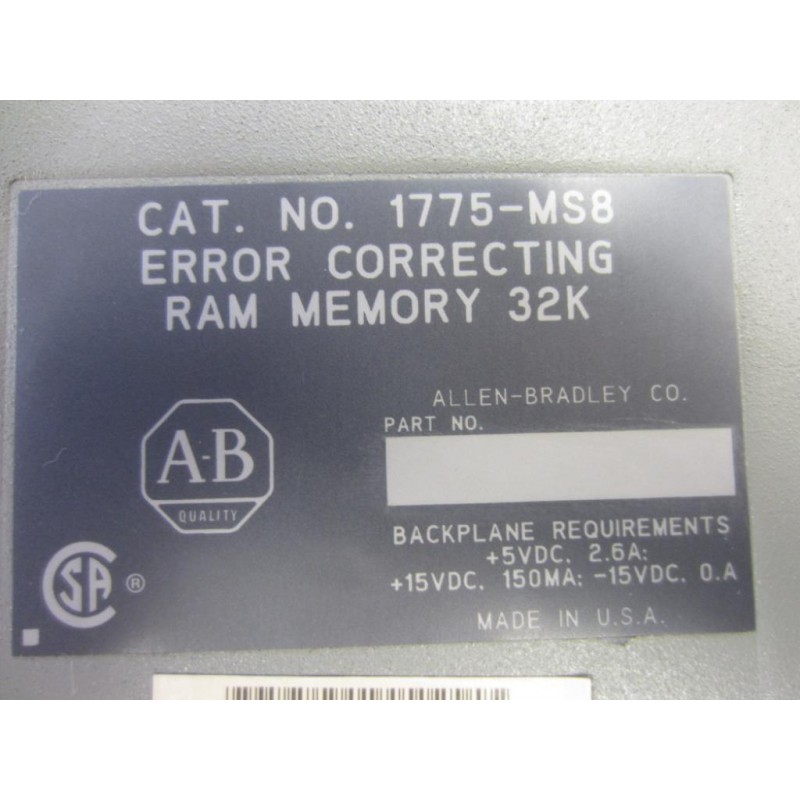 CAT. NO. 1775-MS8
ERROR CORRECTING
RAM MEMORY 32K
ALLEN-BRADLEY CO.
PART NO.
A-B
QUALITY
BACKPLANE REQUIREMENTS
+5VDC, 2.6A;
+15VDC, 150MA; -15VDC, 0.A
SA ®
MADE IN U.S.A.